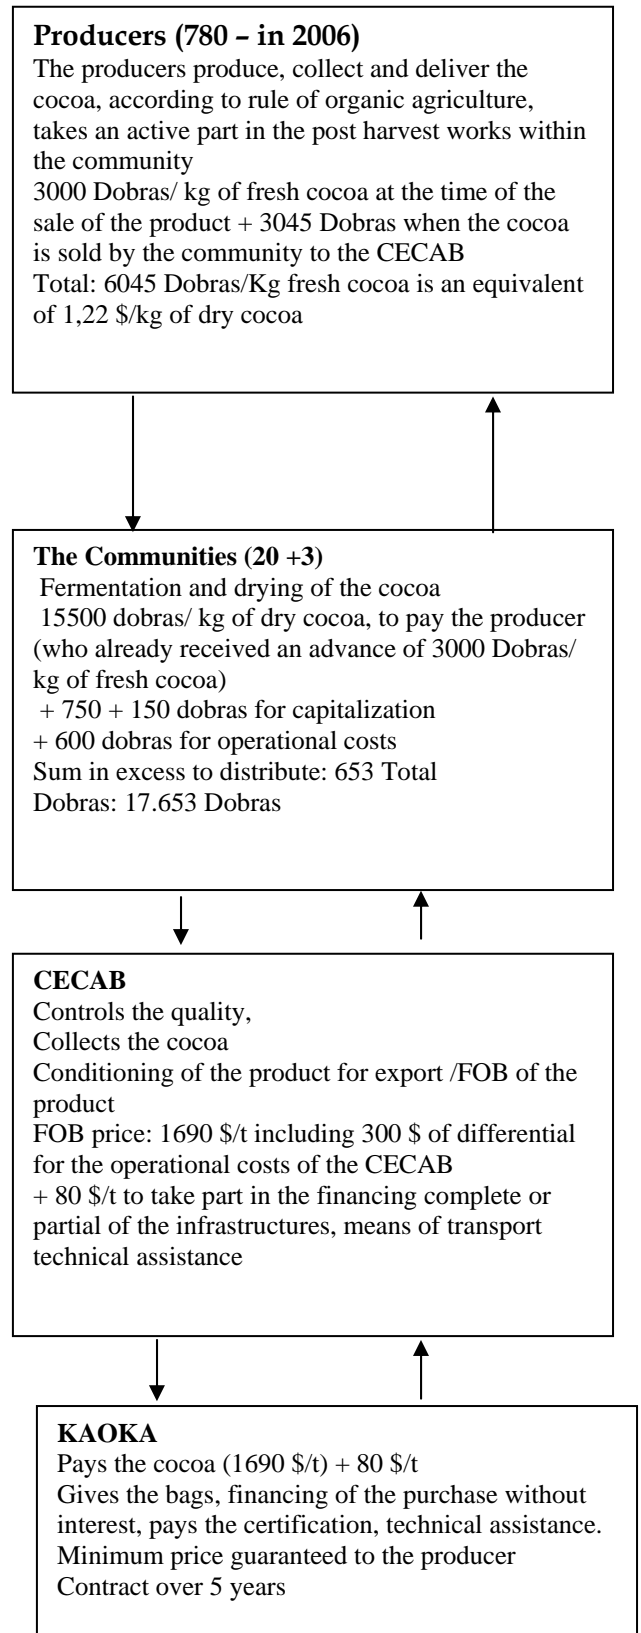 Producers (780 – in 2006)
The producers produce, collect and deliver the
cocoa, according to rule of organic agriculture,
takes an active part in the post harvest works within
the community
3000 Dobras/ kg of fresh cocoa at the time of the
sale of the product + 3045 Dobras when the cocoa
is sold by the community to the CECAB
Total: 6045 Dobras/Kg fresh cocoa is an equivalent
of 1,22 $/kg of dry cocoa
The Communities (20 +3)
Fermentation and drying of the cocoa
15500 dobras/ kg of dry cocoa, to pay the producer
(who already received an advance of 3000 Dobras/
kg of fresh cocoa)
+ 750 + 150 dobras for capitalization
+ 600 dobras for operational costs
Sum in excess to distribute: 653 Total
Dobras: 17.653 Dobras
CECAB
Controls the quality,
Collects the cocoa
Conditioning of the product for export /FOB of the
product
FOB price: 1690 $/t including 300 $ of differential
for the operational costs of the CECAB
+ 80 $/t to take part in the financing complete or
partial of the infrastructures, means of transport
technical assistance
KAOKA
Pays the cocoa (1690 $/t) + 80 $/t
Gives the bags, financing of the purchase without
interest, pays the certification, technical assistance.
Minimum price guaranteed to the producer
Contract over 5 years